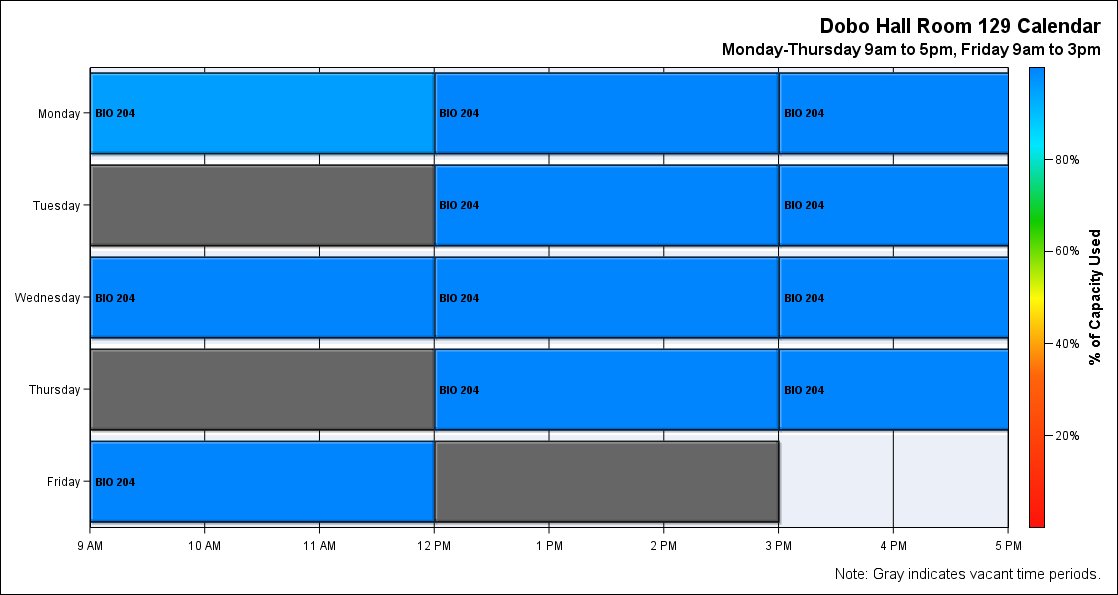 Dobo Hall Room 129 Calendar
Monday-Thursday 9am to 5pm, Friday 9am to 3pm
Monday BIO 204 BIO 204 BIO 204
Tuesday BIO 204 BIO 204
Wednesday BIO 204 BIO 204 BIO 204
Thursday BIO 204 BIO 204
Friday BIO 204
80%
60%
40%
20%
% of Capacity Used
9 AM 10 AM 11 AM 12 PM 1 PM 2 PM 3 PM 4 PM 5 PM
Note: Gray indicates vacant time periods.